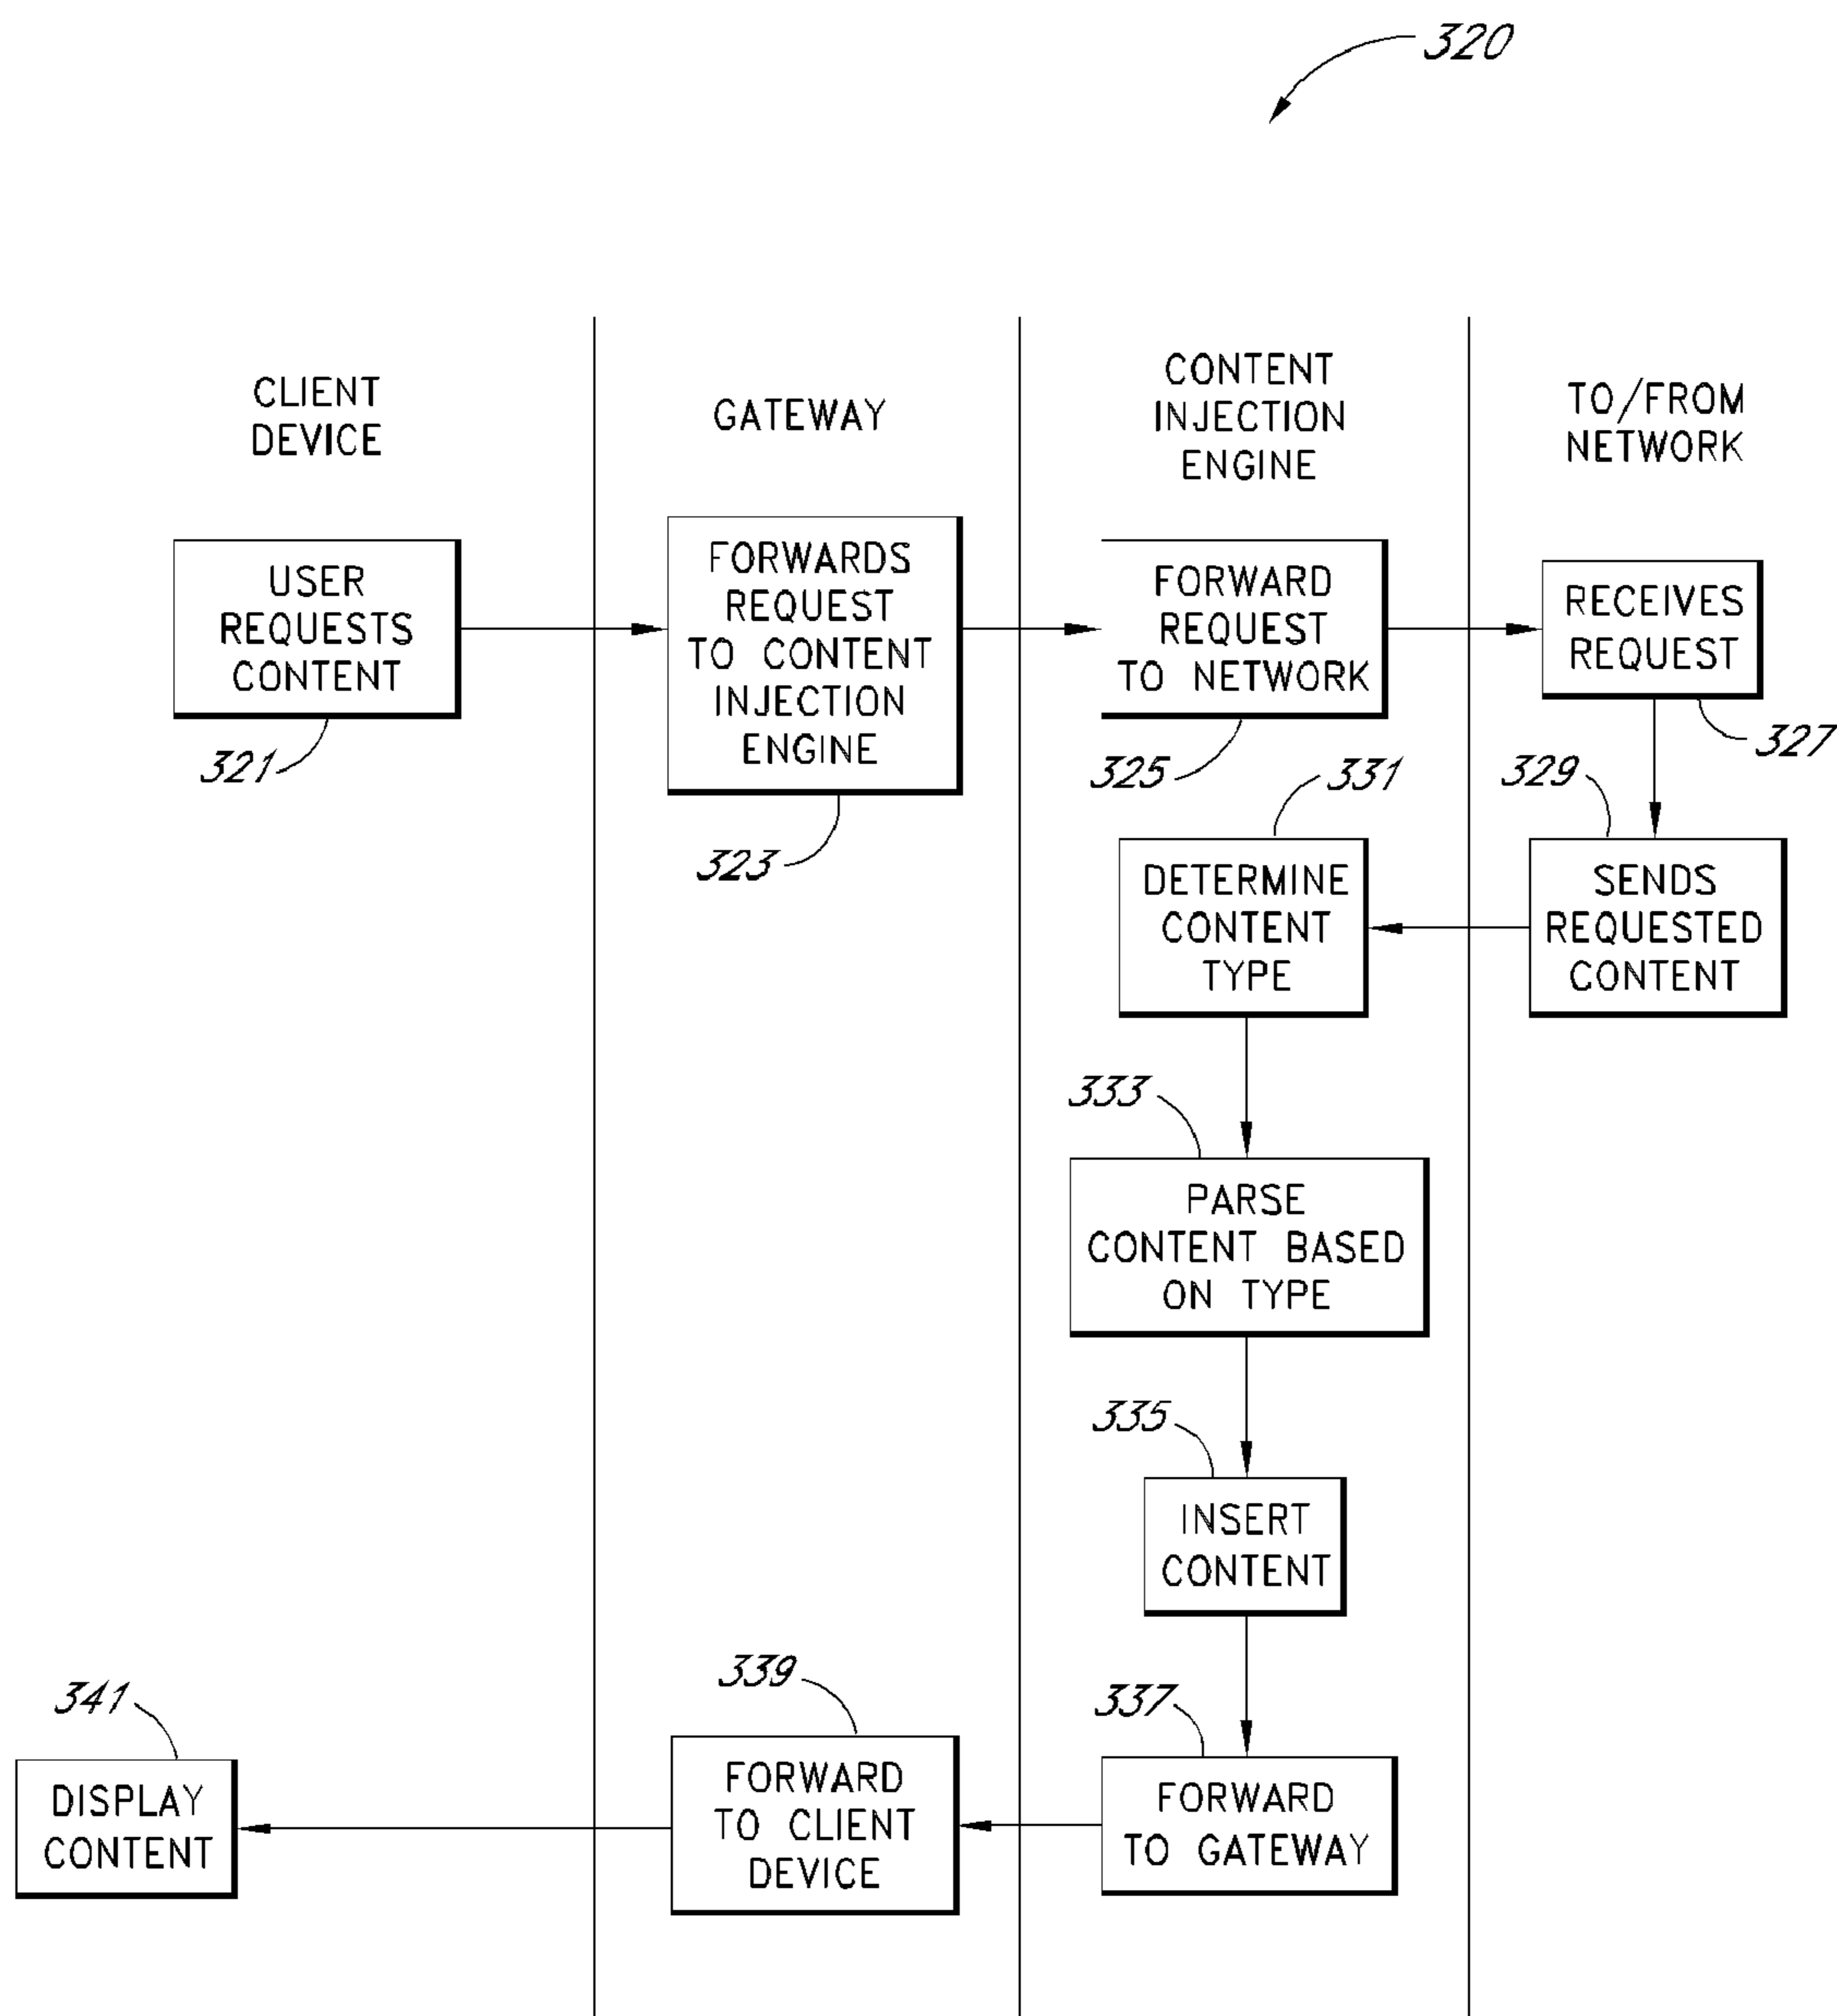 320
CLIENT
DEVICE
GATEWAY
CONTENT
INJECTION
ENGINE
TO/FROM
NETWORK
USER
REQUESTS
CONTENT
321
FORWARDS
REQUEST
TO CONTENT
INJECTION
ENGINE
323
FORWARD
REQUEST
TO NETWORK
325
RECEIVES
REQUEST
327
329
SENDS
REQUESTED
CONTENT
331
DETERMINE
CONTENT
TYPE
333
PARSE
CONTENT BASED
ON TYPE
335
INSERT
CONTENT
337
FORWARD
TO GATEWAY
339
FORWARD
TO CLIENT
DEVICE
341
DISPLAY
CONTENT